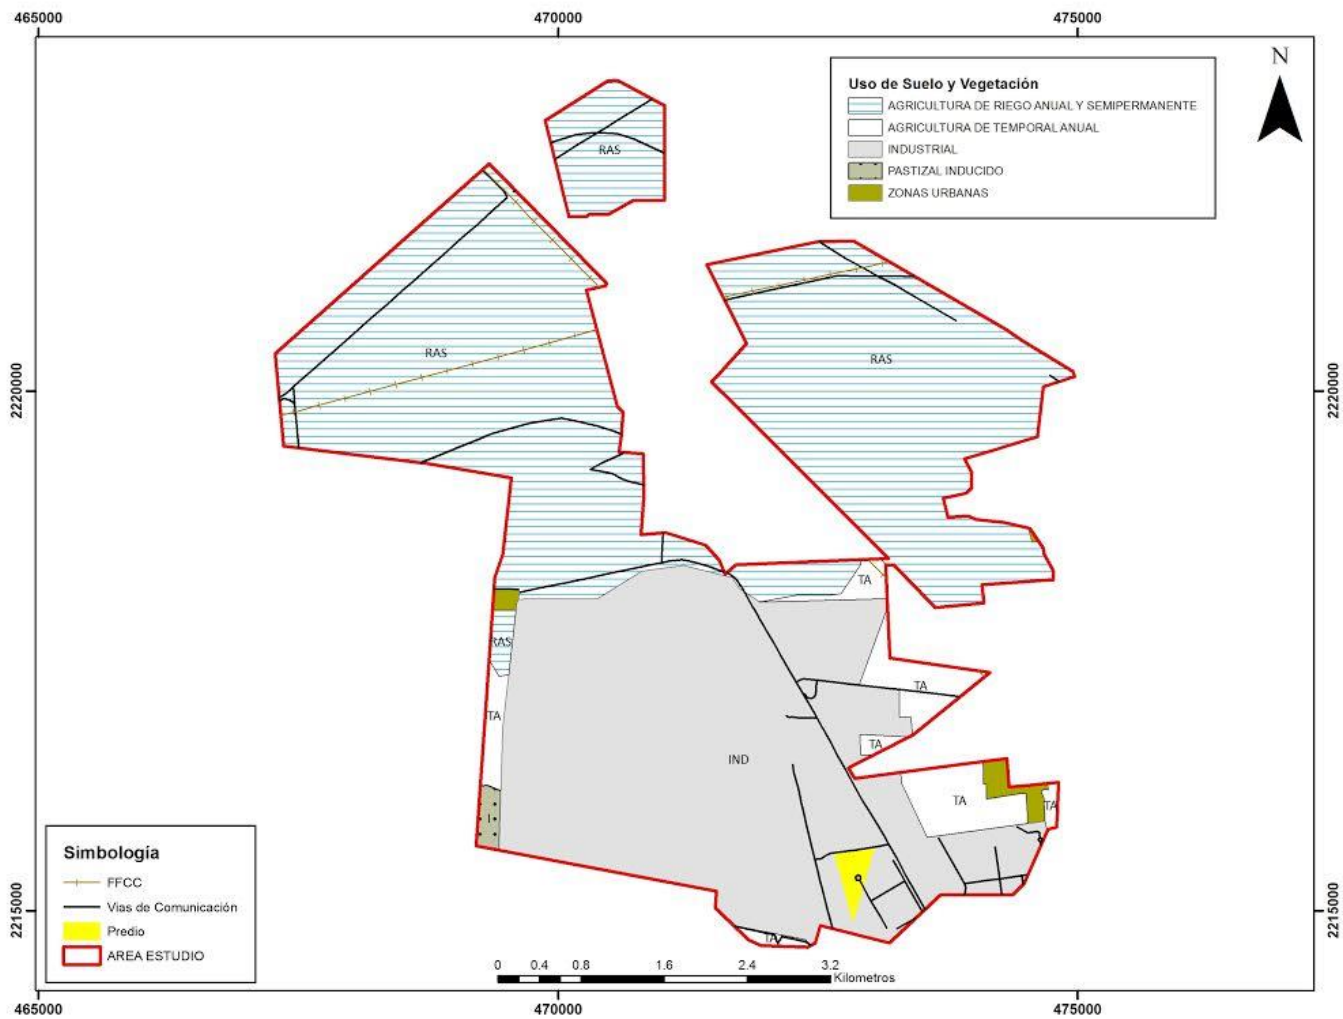 465000
470000
475000
N
Uso de Suelo y Vegetación
AGRICULTURA DE RIEGO ANUAL Y SEMIPERMANENTE
AGRICULTURA DE TEMPORAL ANUAL
INDUSTRIAL
PASTIZAL INDUCIDO
ZONAS URBANAS
RAS
RAS
RAS
2220000
2220000
TA
RAS
TA
TA
TA
IND
TA
TA
I
TA
2215000
2215000
Simbología
FFCC
Vias de Comunicación
Predio
AREA ESTUDIO
0 0.4 0.8 1.6 2.4 3.2
Kilometros
465000
470000
475000